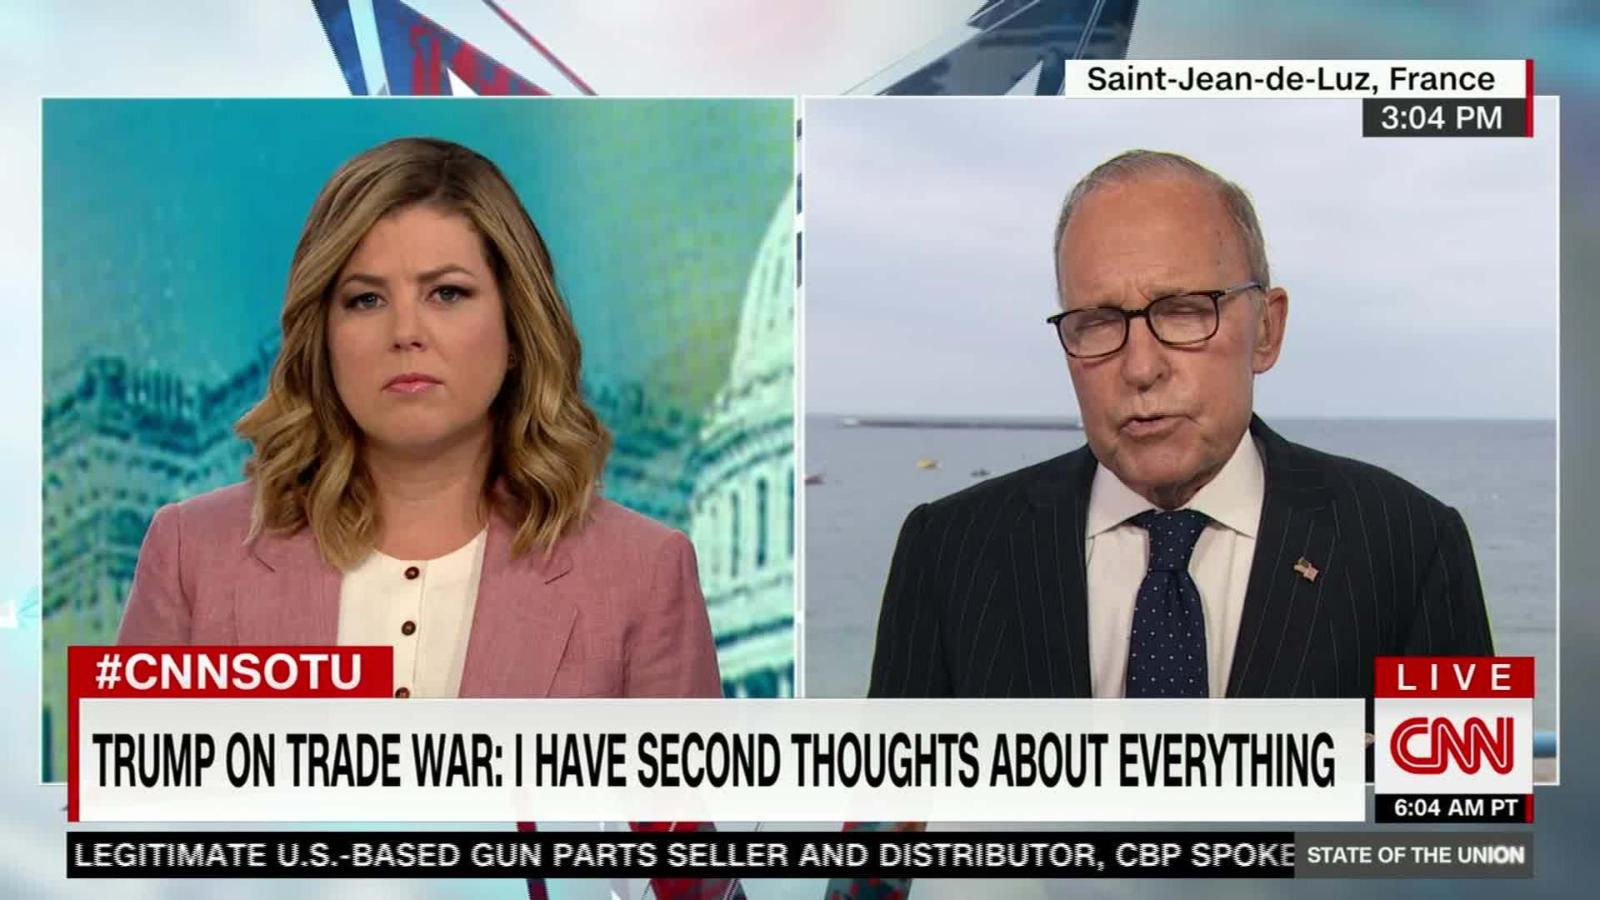 Saint-Jean-de-Luz, France
3:04 PM
#CNNSOTU
LIVE
TRUMP ON TRADE WAR: I HAVE SECOND THOUGHTS ABOUT EVERYTHING
CNN
6:04 AM PT
LEGITIMATE U.S.-BASED GUN PARTS SELLER AND DISTRIBUTOR, CBP SPOKE
STATE OF THE UNION